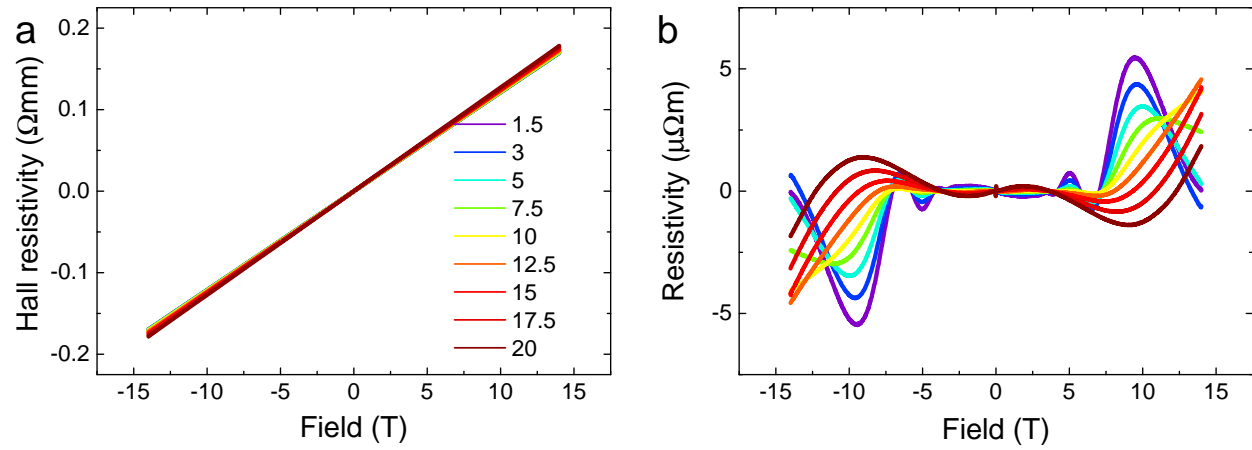 a
Hall resistivity (Ωmm)
0.2
0.1
0.0
-0.1
-0.2
1.5
3
5
7.5
10
12.5
15
17.5
20
-15 -10 -5 0 5 10 15
Field (T)
b
Resistivity (μΩm)
5
0
-5
-15 -10 -5 0 5 10 15
Field (T)